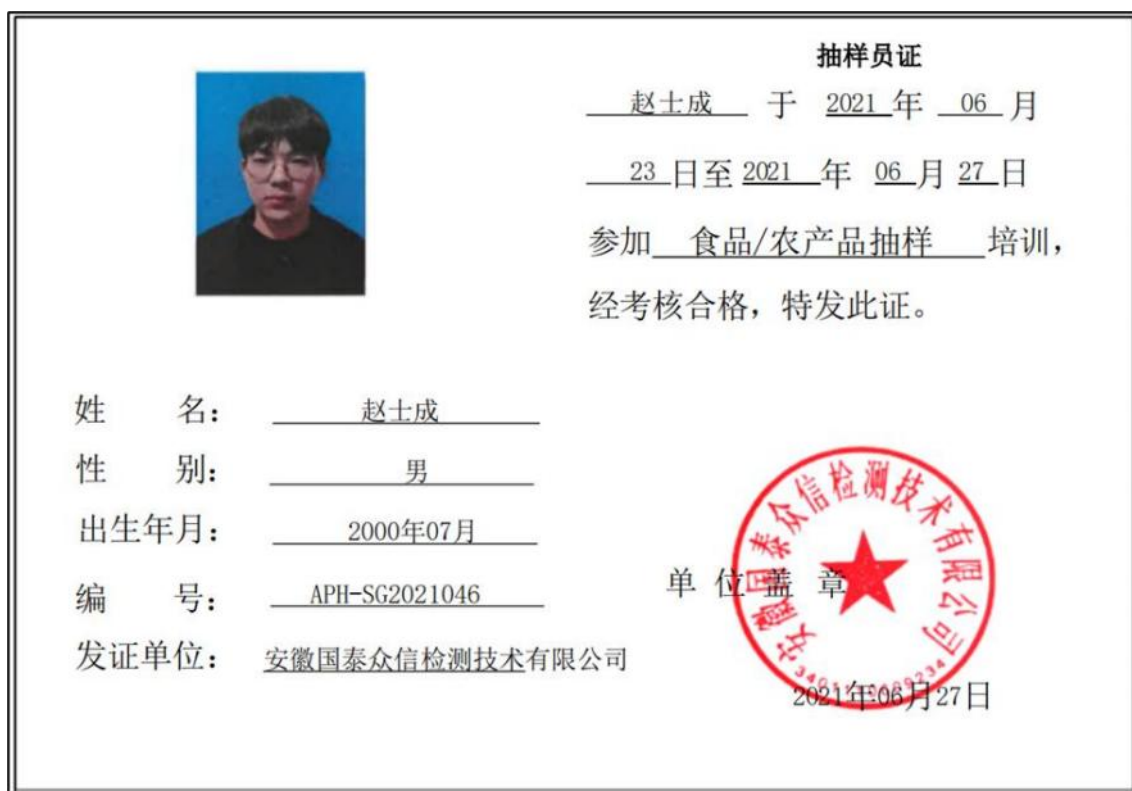 抽样员证
赵士成 于 2021 年 06 月
23 日至 2021 年 06 月 27 日
参加 食品/农产品抽样 培训，
经考核合格，特发此证。
姓 名： 赵士成
性 别： 男
出生年月： 2000年07月
编 号： APH-SG2021046
发证单位： 安徽国泰众信检测技术有限公司
安徽国泰众信检测技术有限公司
单位盖章
2021年06月27日